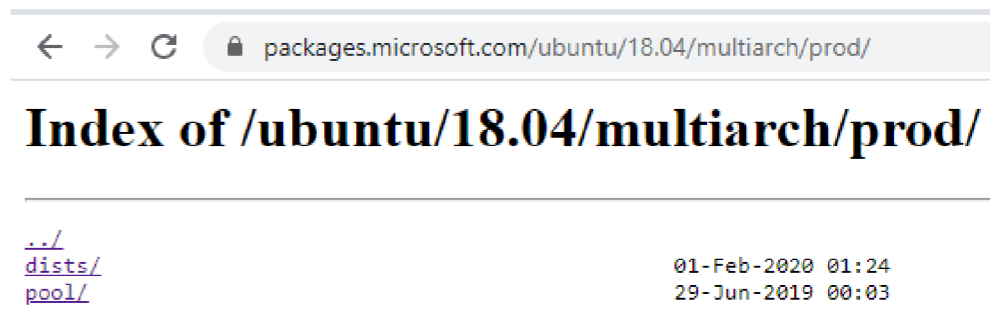 packages.microsoft.com/ubuntu/18.04/multiarch/prod/
Index of /ubuntu/18.04/multiarch/prod/
../
dists/ 01-Feb-2020 01:24
pool/ 29-Jun-2019 00:03